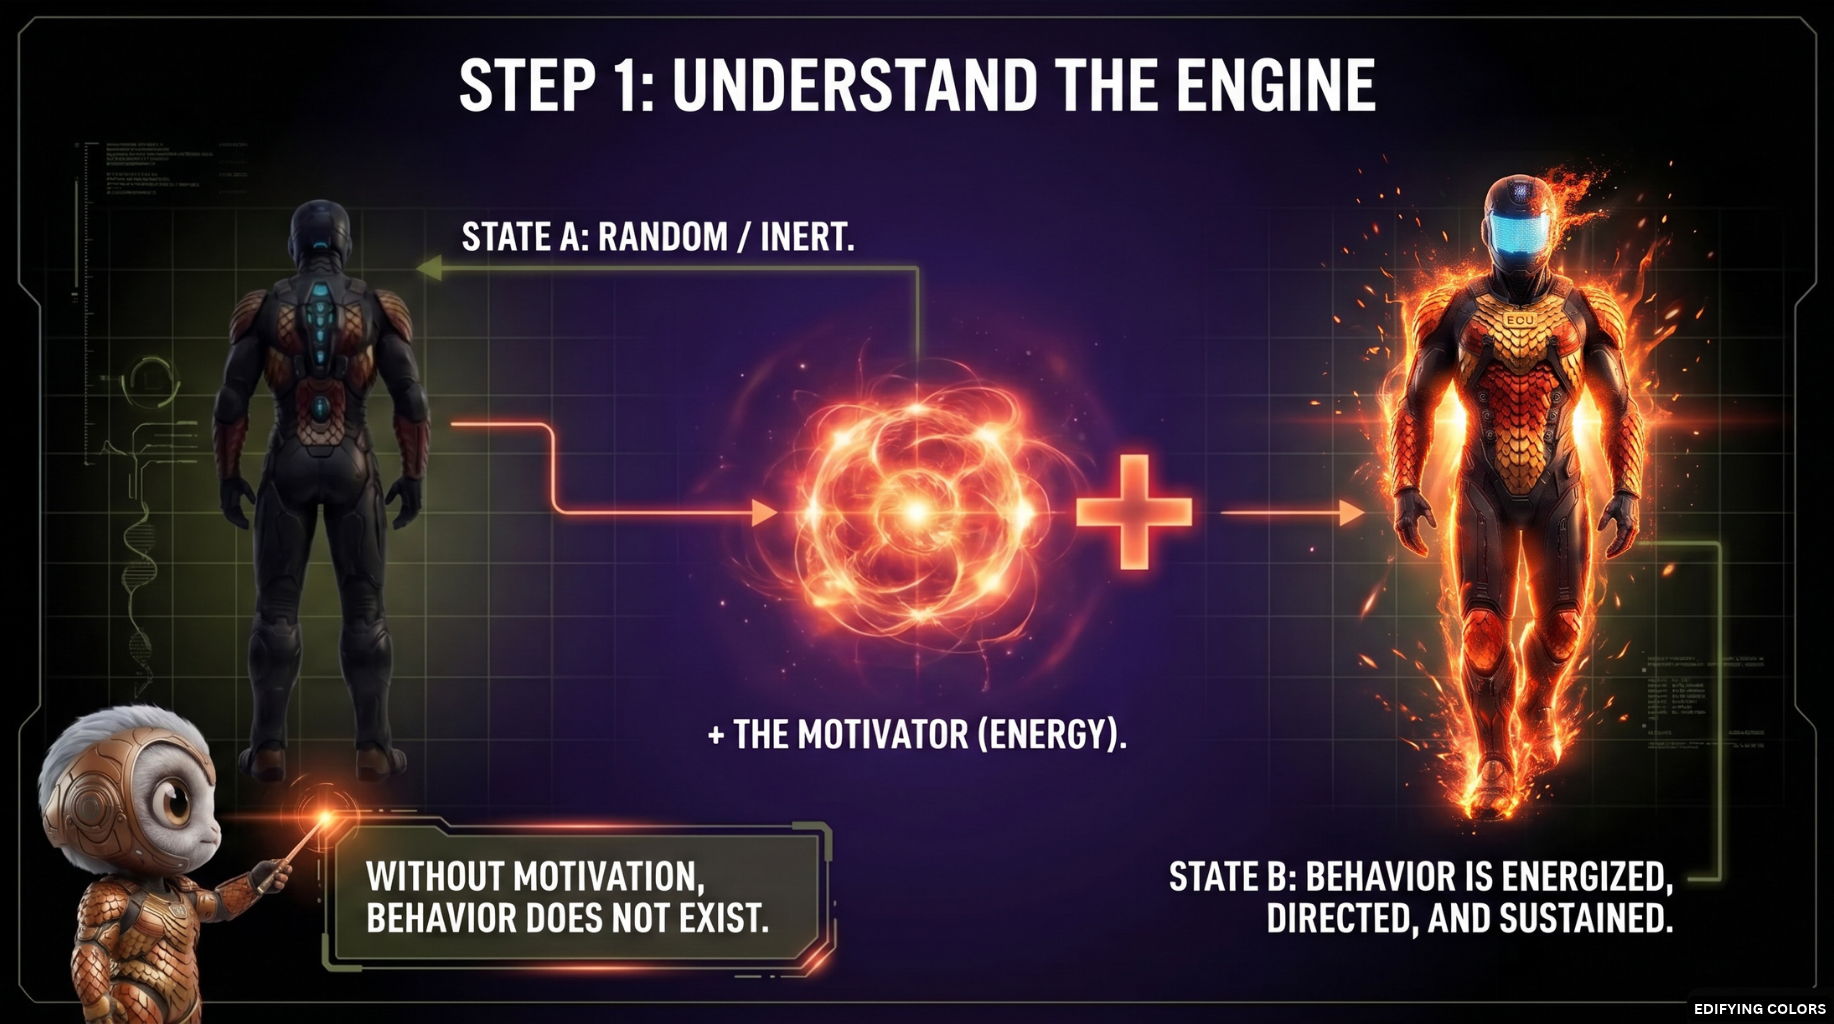 STEP 1: UNDERSTAND THE ENGINE
STATE A: RANDOM / INERT.
ECU
+ THE MOTIVATOR (ENERGY).
WITHOUT MOTIVATION,
BEHAVIOR DOES NOT EXIST.
STATE B: BEHAVIOR IS ENERGIZED,
DIRECTED, AND SUSTAINED.
EDIFYING COLORS